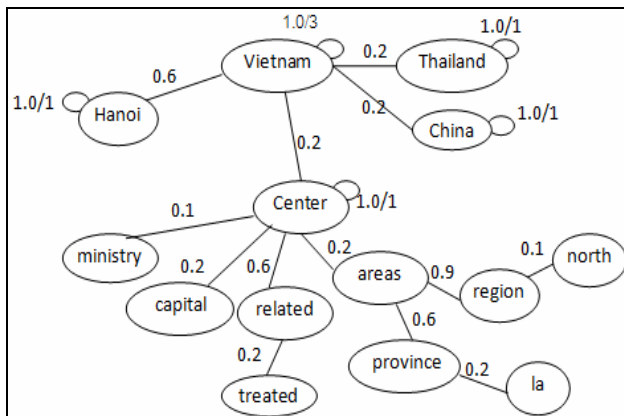 1.0/3
1.0/1
Vietnam
0.2
Thailand
0.6
1.0/1
Hanoi
0.2
China
1.0/1
0.2
Center
1.0/1
0.1
ministry
0.2
0.6
0.2
areas
0.9
0.1
north
capital
related
region
0.6
0.2
province
0.2
la
treated